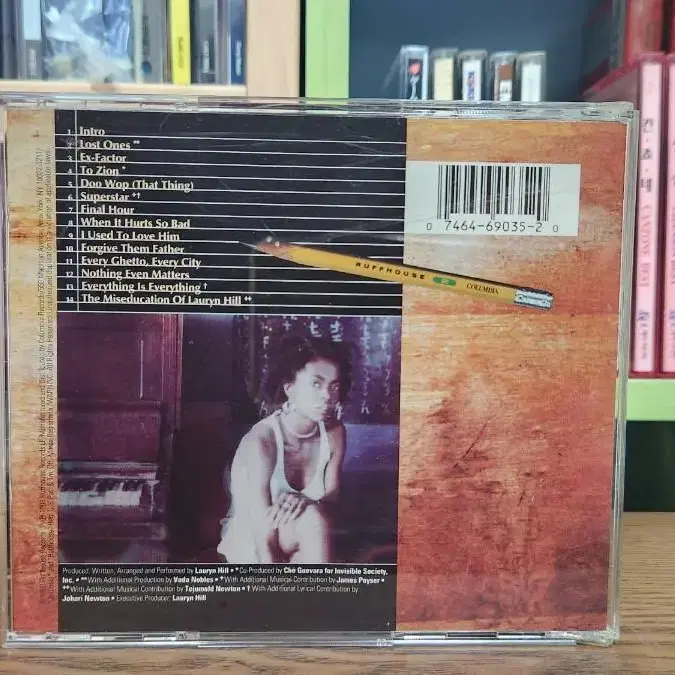 1 Intro
2 Lost Ones **
3 Ex-Factor
4 To Zion *
5 Doo Wop (That Thing)
6 Superstar *†
7 Final Hour
8 When It Hurts So Bad
9 I Used To Love Him
10 Forgive Them Father
11 Every Ghetto, Every City
12 Nothing Even Matters
13 Everything Is Everything †
14 The Miseducation Of Lauryn Hill ‡‡
RUFFHOUSE
COLUMBIA
0 7464-69035-2 0
Produced, Written, Arranged and Performed by Lauryn Hill • *Co-Produced by Ché Guevara for Invisible Society,
Inc. • **With Additional Production by Vada Nobles • †With Additional Musical Contribution by James Poyser •
‡‡With Additional Musical Contribution by Tejumold Newton • ‡ With Additional Lyrical Contribution by
Johari Newton • Executive Producer: Lauryn Hill